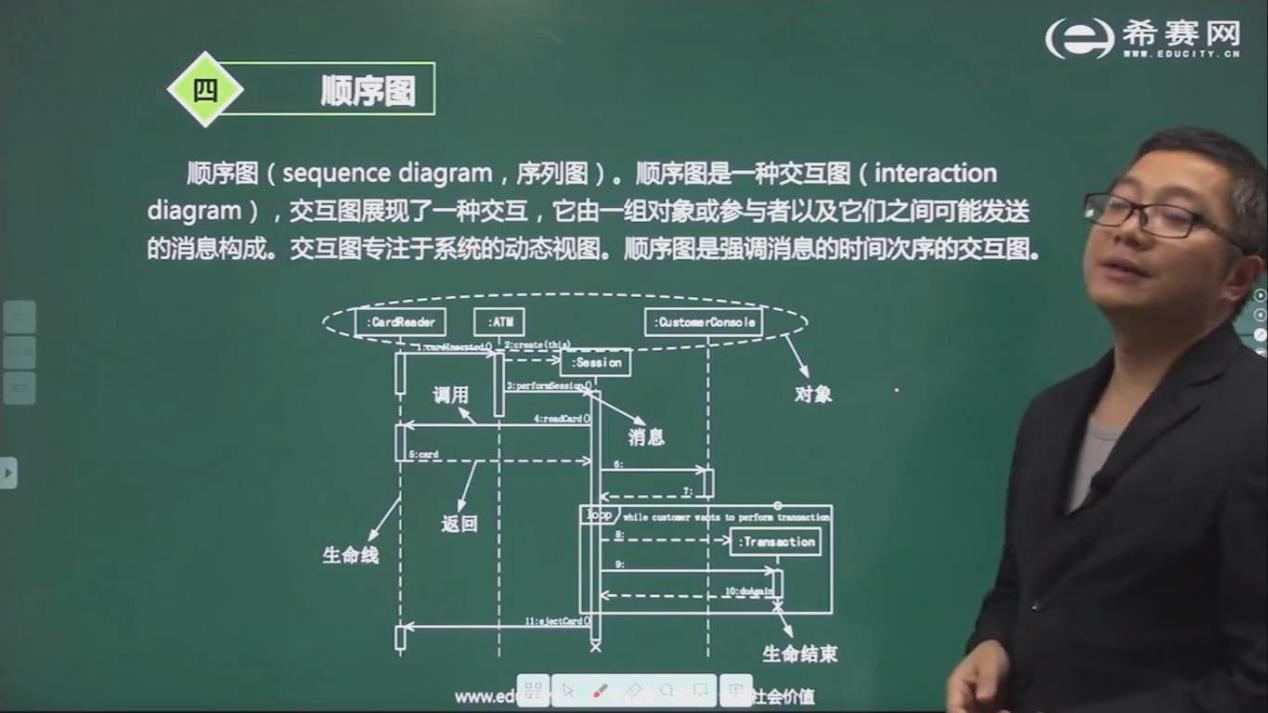 希赛网
WWW.EDUCITY.CN
四
顺序图
顺序图（sequence diagram，序列图）。顺序图是一种交互图（interaction
diagram），交互图展现了一种交互，它由一组对象或参与者以及它们之间可能发送
的消息构成。交互图专注于系统的动态视图。顺序图是强调消息的时间次序的交互图。
:CardReader
:ATM
:CustomerConsole
1:cardInserted()
2:create(this)
:Session
3:performSession()
调用
对象
4:readCard()
消息
5:card
6:
7:
返回
loop
while customer wants to perform transaction
8:
:Transaction
生命线
9:
10:doAgain
11:ejectCard()
生命结束
www.edu
社会价值